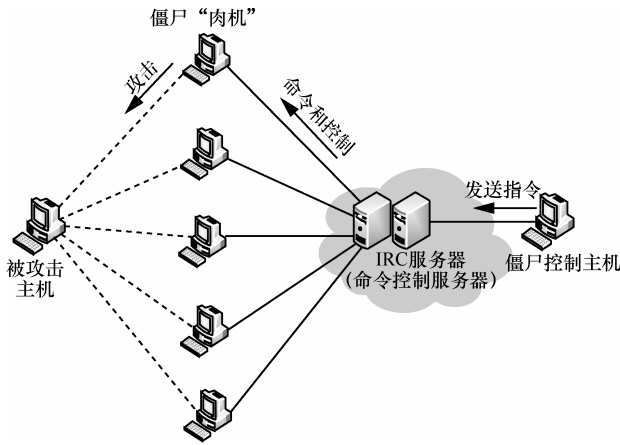 僵尸“肉机”
攻击
命令和控制
发送指令
IRC服务器
（命令控制服务器）
僵尸控制主机
被攻击
主机